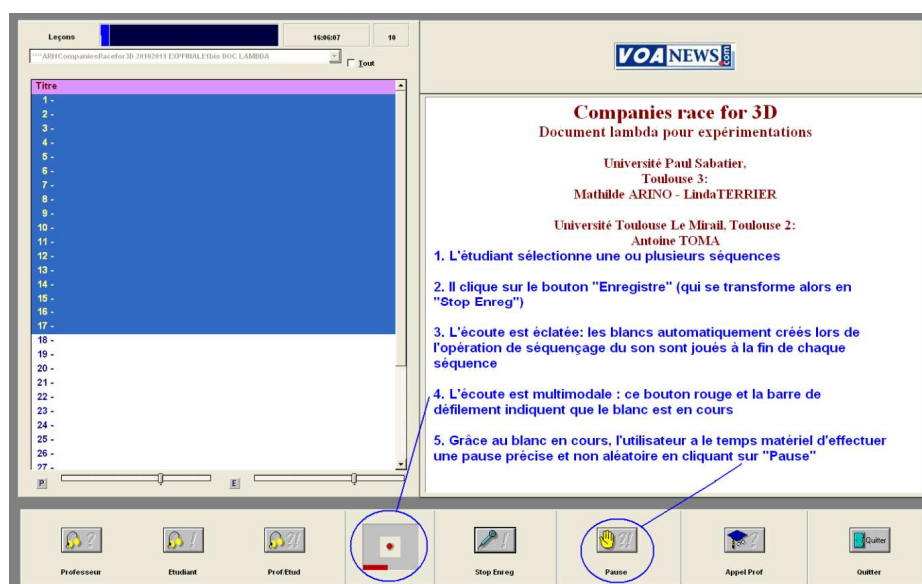 Leçons
16:06:07
10
****ARI1CompaniesRacefor3D 20102011 EXPFINALE1bis DOC LAMBDA
Tout
Titre
1 -
2 -
3 -
4 -
5 -
6 -
7 -
8 -
9 -
10 -
11 -
12 -
13 -
14 -
15 -
16 -
17 -
18 -
19 -
20 -
21 -
22 -
23 -
24 -
25 -
26 -
27 -
P
E
VOA NEWS.com
Companies race for 3D
Document lambda pour expérimentations
Université Paul Sabatier,
Toulouse 3:
Mathilde ARINO - LindaTERRIER
Université Toulouse Le Mirail, Toulouse 2:
Antoine TOMA
1. L'étudiant sélectionne une ou plusieurs séquences
2. Il clique sur le bouton "Enregistre" (qui se transforme alors en
"Stop Enreg")
3. L'écoute est éclatée: les blancs automatiquement créés lors de
l'opération de séquençage du son sont joués à la fin de chaque
séquence
4. L'écoute est multimodale : ce bouton rouge et la barre de
défilement indiquent que le blanc est en cours
5. Grâce au blanc en cours, l'utilisateur a le temps matériel d'effectuer
une pause précise et non aléatoire en cliquant sur "Pause"
Professeur
Etudiant
Prof/Etud
Stop Enreg
Pause
Appel Prof
Quitter
Quitter